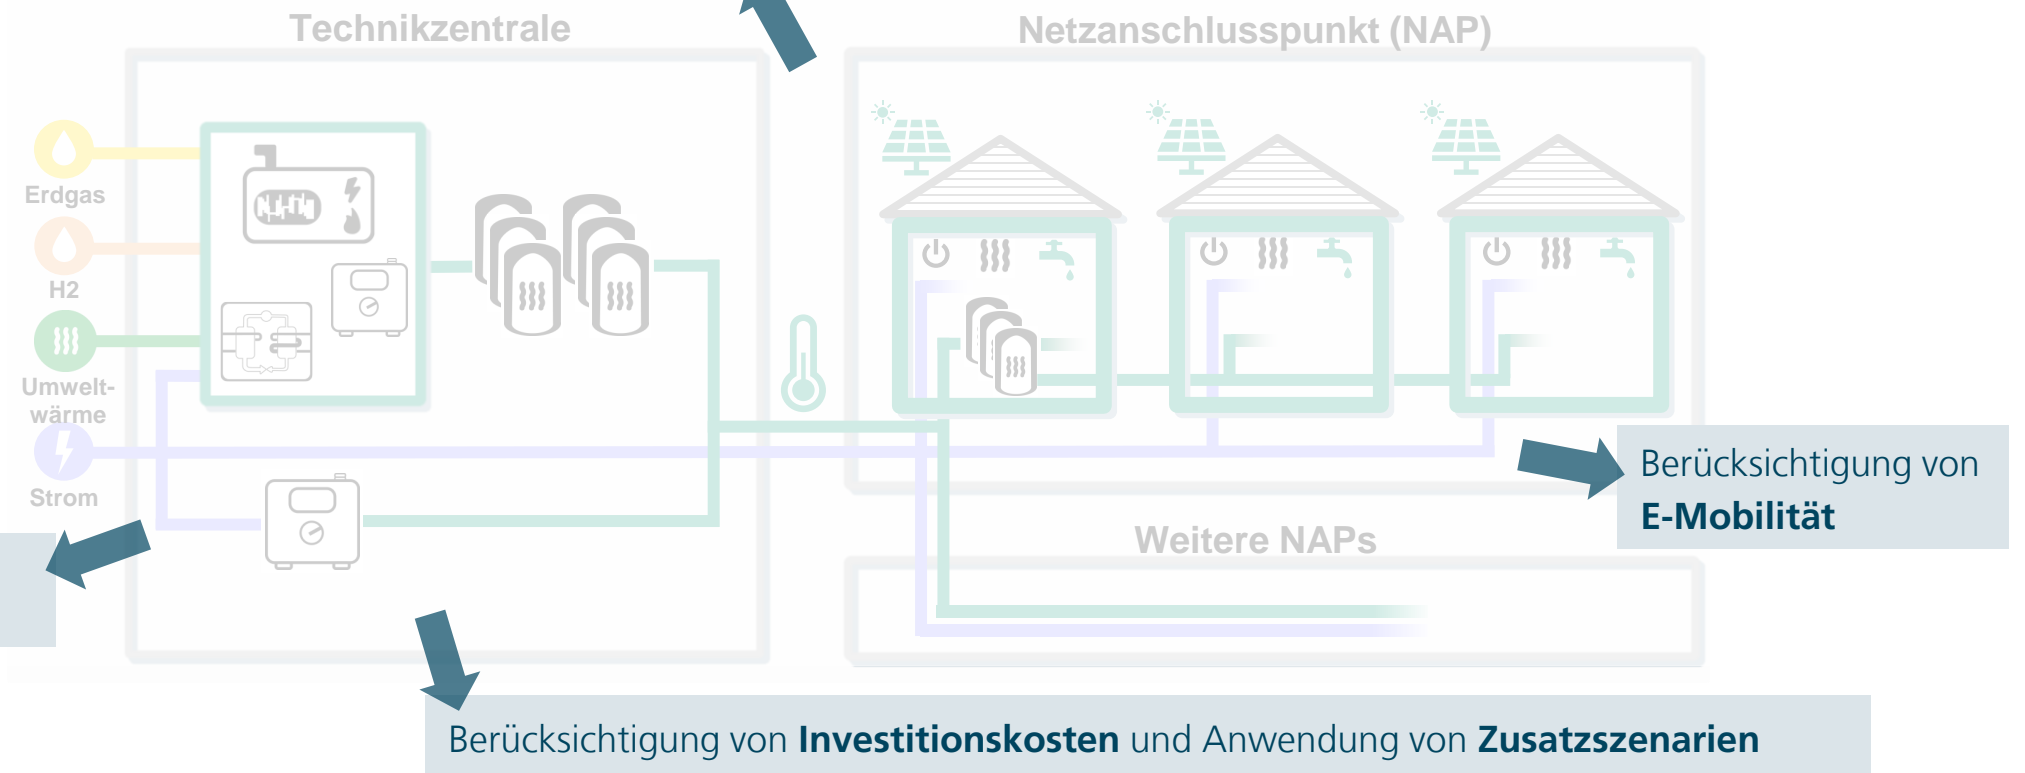 Technikzentrale
Netzanschlusspunkt (NAP)
Erdgas
H2
Umwelt-
wärme
Strom
Berücksichtigung von
E-Mobilität
Weitere NAPs
Berücksichtigung von Investitionskosten und Anwendung von Zusatzszenarien